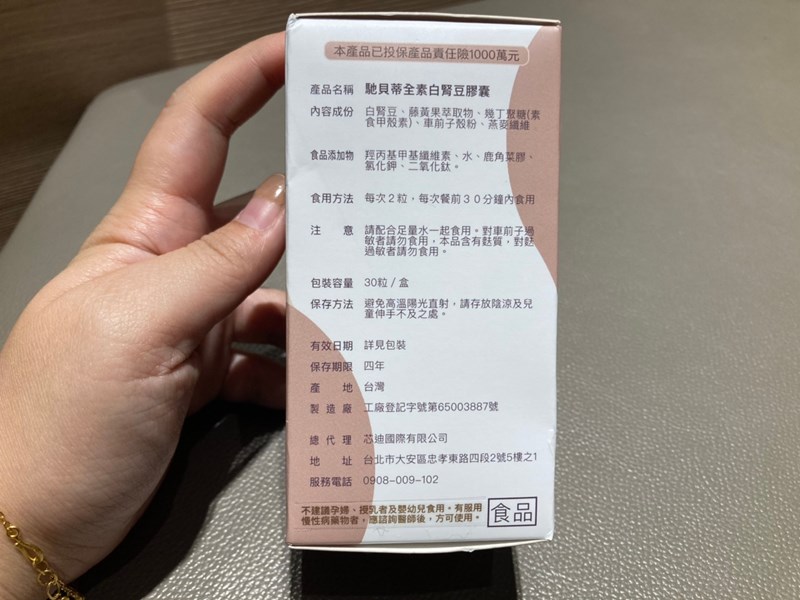 本產品已投保產品責任險1000萬元
產品名稱 馳貝蒂全素白腎豆膠囊
內容成份 白腎豆、藤黃果萃取物、幾丁聚醣(素
食甲殼素)、車前子殼粉、燕麥纖維
食品添加物 羥丙基甲基纖維素、水、鹿角菜膠、
氯化鉀、二氧化鈦。
食用方法 每次2粒，每次餐前30分鐘內食用
注意 請配合足量水一起食用。對車前子過
敏者請勿食用，本品含有麩質，對麩
過敏者請勿食用。
包裝容量 30粒/盒
保存方法 避免高溫陽光直射，請存放陰涼及兒
童伸手不及之處。
有效日期 詳見包裝
保存期限 四年
產地 台灣
製造廠 工廠登記字號第65003887號
總代理 芯迪國際有限公司
地址 台北市大安區忠孝東路四段2號5樓之1
服務電話 0908-009-102
不建議孕婦、授乳者及嬰幼兒食用。有服用
慢性病藥物者，應諮詢醫師後，方可使用。
食品